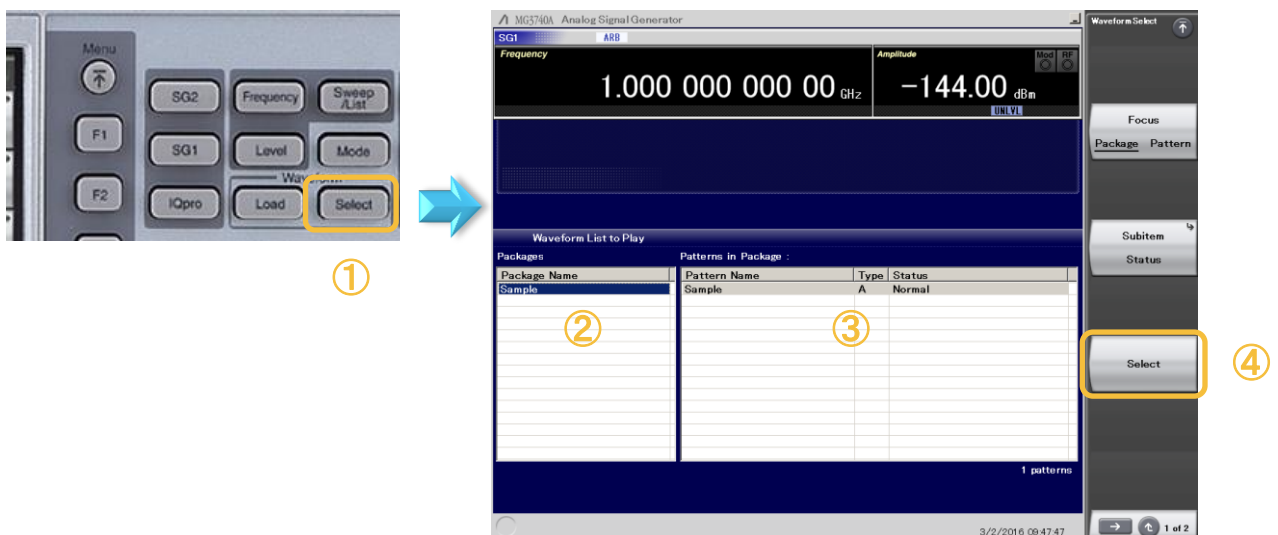 Menu
F1
F2
SG2
Frequency
Sweep
/List
SG1
Level
Mode
Waveform
IQpro
Load
Select
①
MG3740A Analog Signal Generator
SG1 ARB
Frequency
1.000 000 000 00 GHz
Amplitude
Mod RF
-144.00 dBm
UNLVL
Waveform List to Play
Packages
Patterns in Package :
Package Name
Sample
②
Pattern Name Type Status
Sample A Normal
③
1 patterns
3/2/2016 09:47:47
Waveform Select
Focus
Package Pattern
Subitem
Status
Select
④
1 of 2